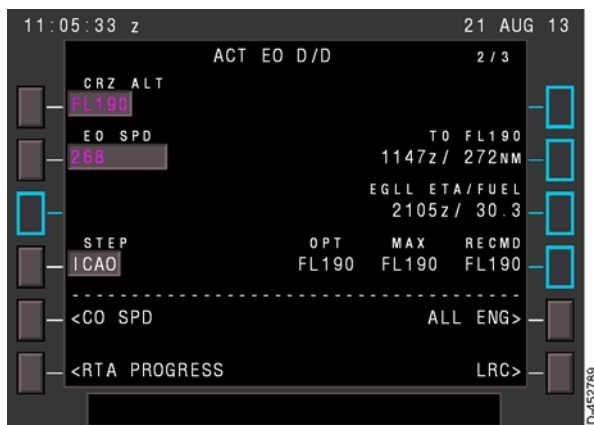 11:05:33 z 21 AUG 13
ACT EO D/D 2/3
CRZ ALT
FL190
EO SPD TO FL190
268 1147z/ 272NM
EGLL ETA/FUEL
2105z/ 30.3
STEP OPT MAX RECMD
ICAO FL190 FL190 FL190
<CO SPD ALL ENG>
<RTA PROGRESS LRC>
D-452789